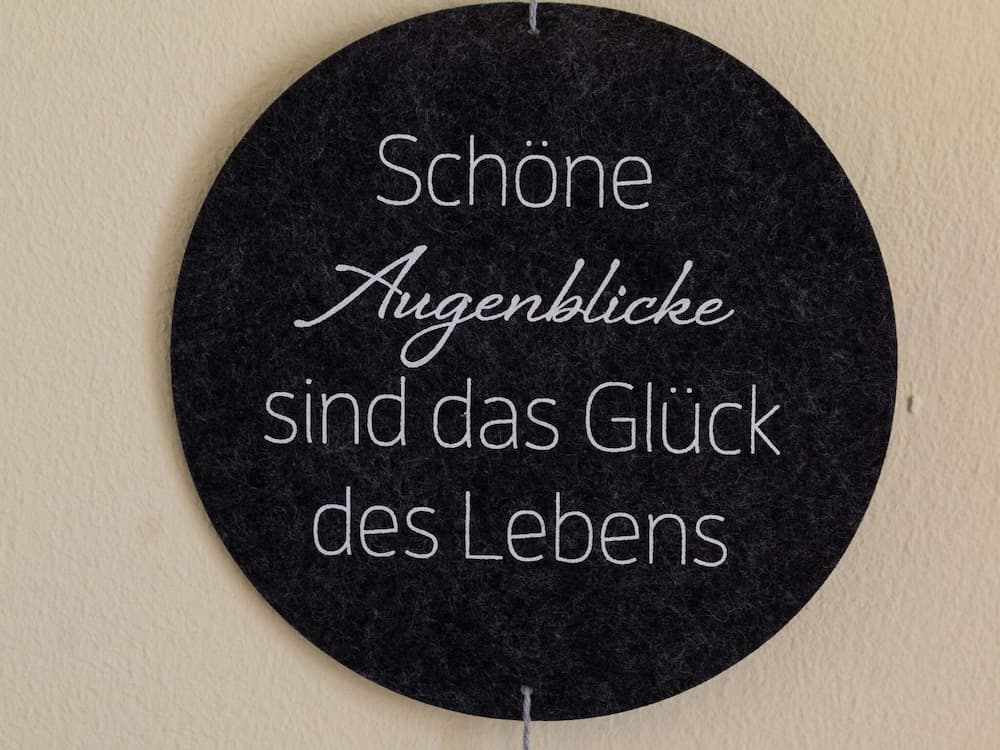 Schöne
Augenblicke
sind das Glück
des Lebens